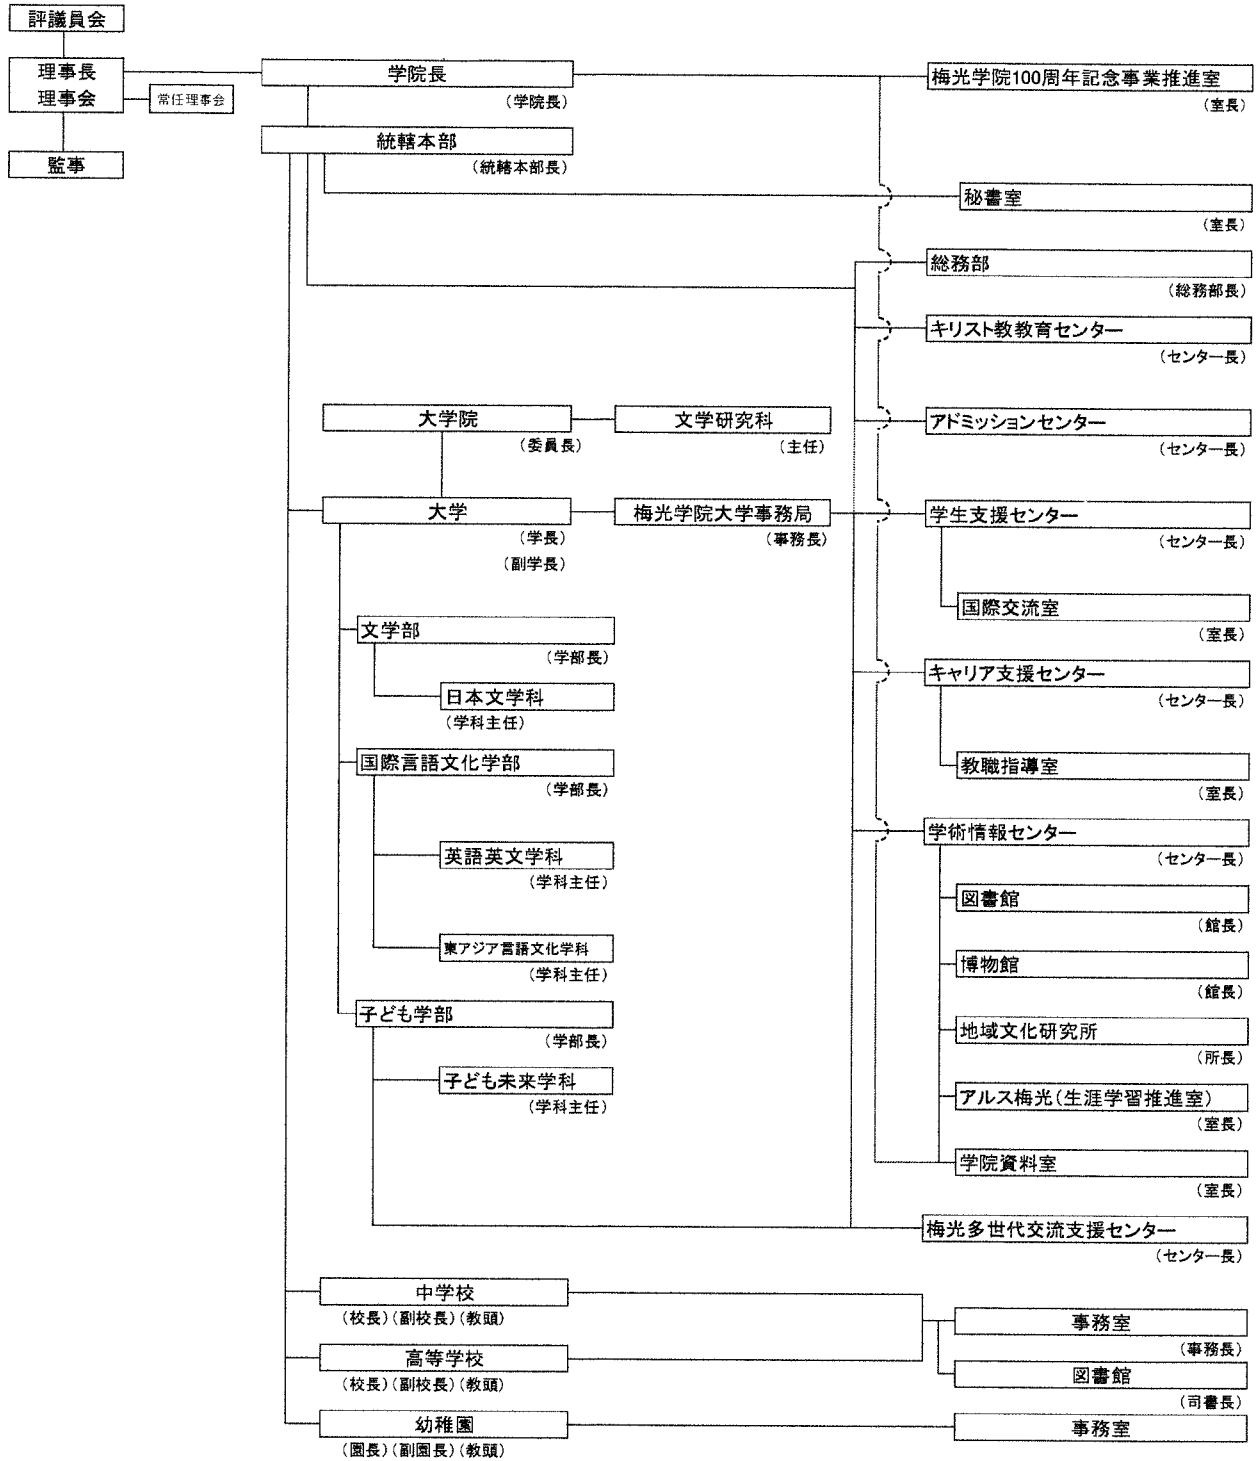 評議員会
理事長
理事会
常任理事会
監事
学院長
(学院長)
統轄本部
(統轄本部長)
梅光学院100周年記念事業推進室
(室長)
秘書室
(室長)
総務部
(総務部長)
キリスト教教育センター
(センター長)
大学院
(委員長)
文学研究科
(主任)
アドミッションセンター
(センター長)
大学
(学長)
(副学長)
梅光学院大学事務局
(事務長)
学生支援センター
(センター長)
国際交流室
(室長)
文学部
(学部長)
日本文学科
(学科主任)
キャリア支援センター
(センター長)
国際言語文化学部
(学部長)
教職指導室
(室長)
英語英文学科
(学科主任)
学術情報センター
(センター長)
図書館
(館長)
東アジア言語文化学科
(学科主任)
博物館
(館長)
子ども学部
(学部長)
地域文化研究所
(所長)
子ども未来学科
(学科主任)
アルス梅光(生涯学習推進室)
(室長)
学院資料室
(室長)
梅光多世代交流支援センター
(センター長)
中学校
(校長)(副校長)(教頭)
事務室
(事務長)
高等学校
(校長)(副校長)(教頭)
図書館
(司書長)
幼稚園
(園長)(副園長)(教頭)
事務室